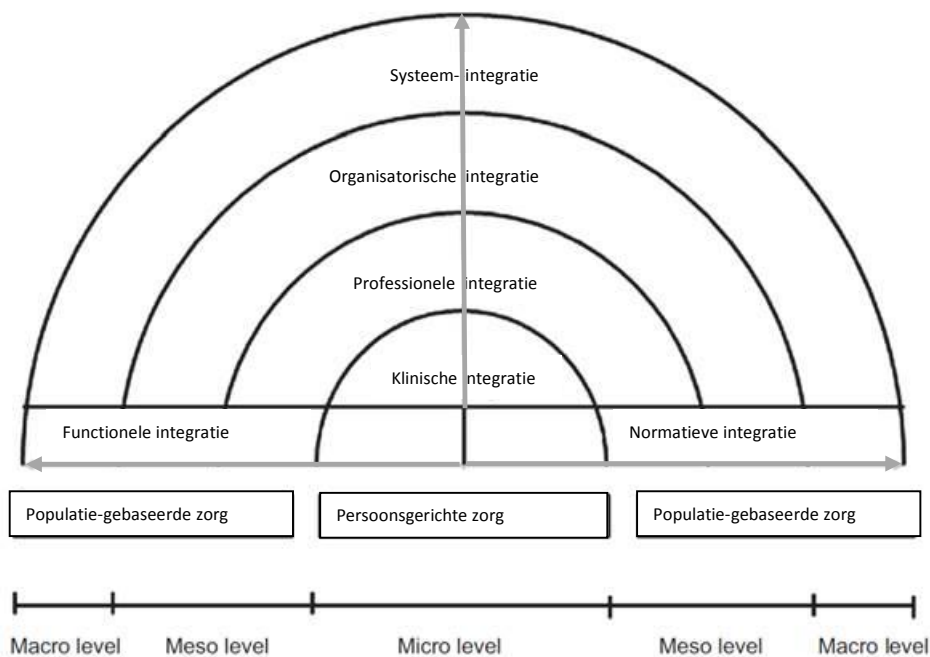 Systeem- integratie
Organisatorische integratie
Professionele integratie
Klinische integratie
Functionele integratie
Normatieve integratie
Populatie-gebaseerde zorg
Persoonsgerichte zorg
Populatie-gebaseerde zorg
Macro level
Meso level
Micro level
Meso level
Macro level